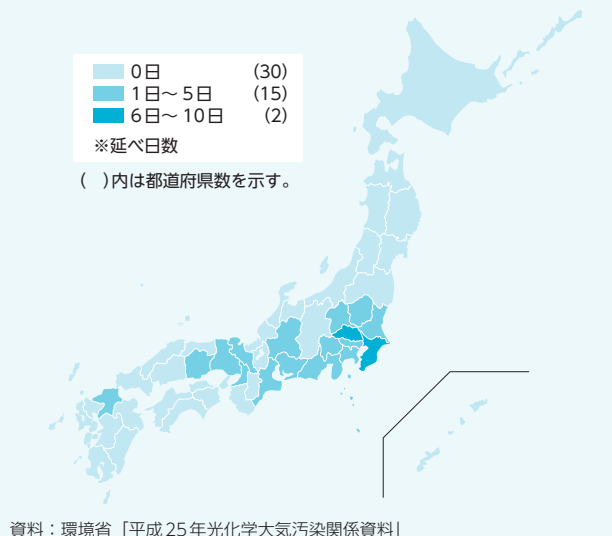 0日 (30)
1日～5日 (15)
6日～10日 (2)
※延べ日数
( )内は都道府県数を示す。
資料：環境省「平成25年光化学大気汚染関係資料」